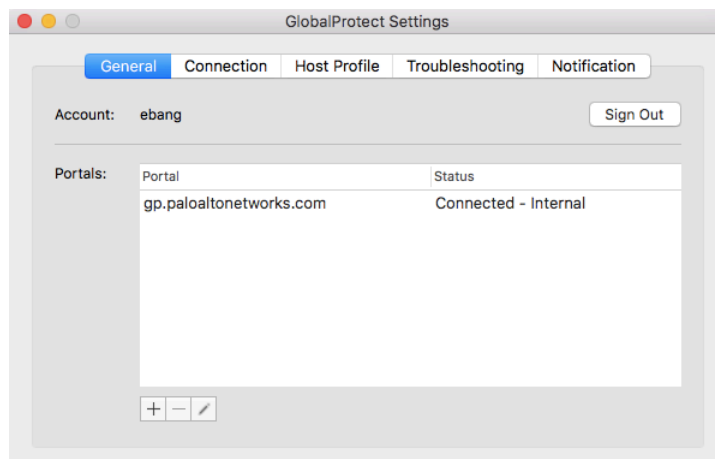 GlobalProtect Settings
General Connection Host Profile Troubleshooting Notification
Account: ebang Sign Out
Portals: Portal Status
gp.paloaltonetworks.com Connected - Internal